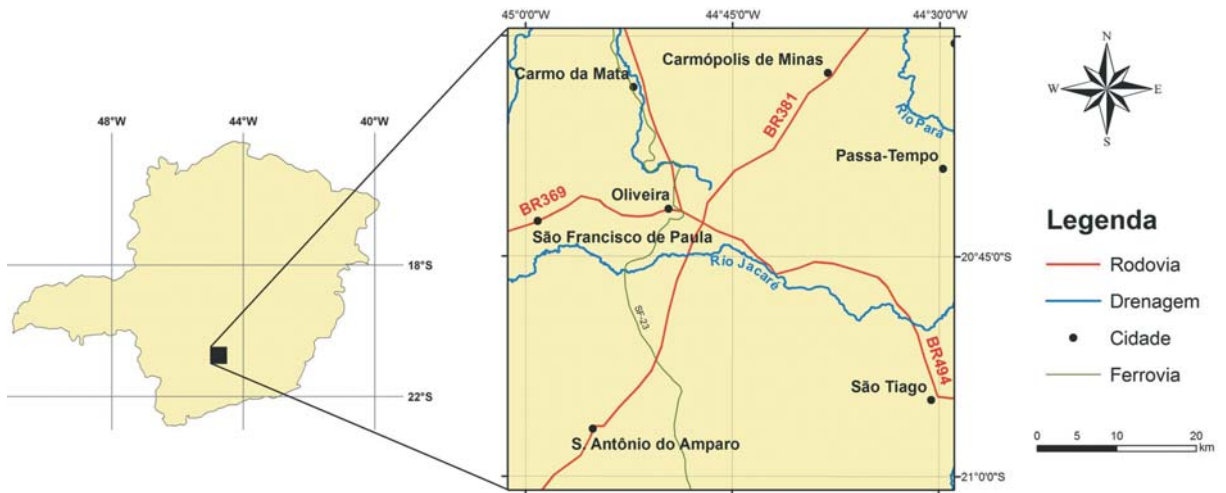 48°W
44°W
40°W
18°S
22°S
45°0'0"W
44°45'0"W
44°30'0"W
Carmo da Mata
Carmópolis de Minas
BR381
Rio Pará
Passa-Tempo
Oliveira
BR369
São Francisco de Paula
Rio Jacaré
20°45'0"S
SF-23
BR494
São Tiago
S. Antônio do Amparo
21°0'0"S
N
W
E
S
Legenda
Rodovia
Drenagem
Cidade
Ferrovia
0 5 10 20
km